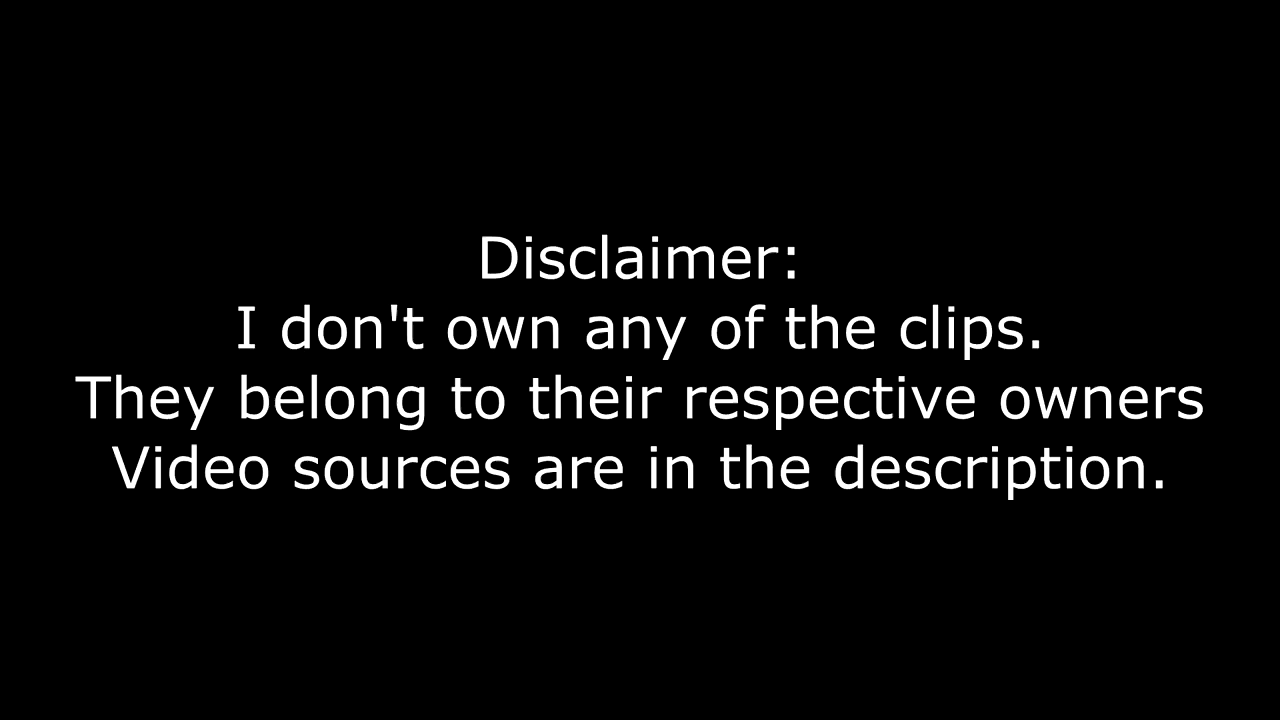 Disclaimer:
I don't own any of the clips.
They belong to their respective owners
Video sources are in the description.